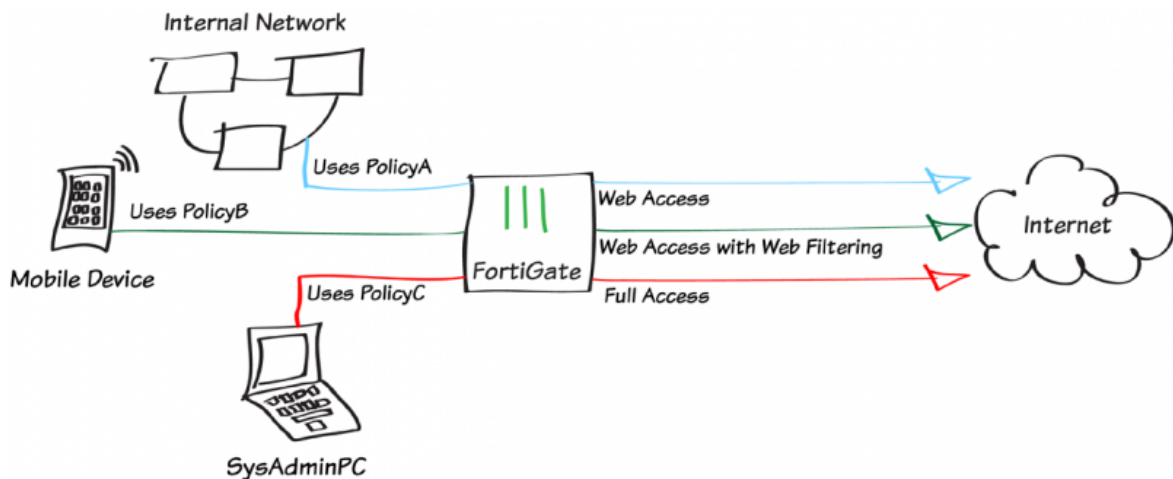 Internal Network
Uses PolicyA
Web Access
Uses PolicyB
Web Access with Web Filtering
Internet
Mobile Device
FortiGate
Uses PolicyC
Full Access
SysAdminPC